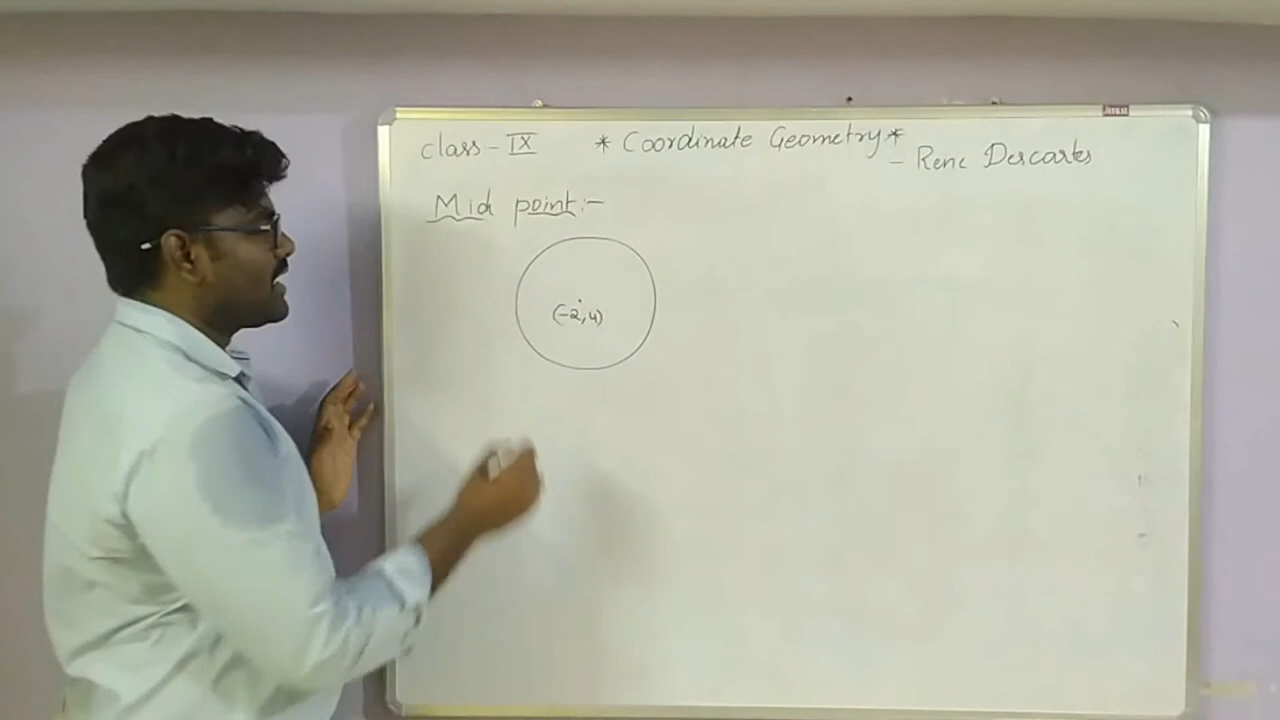 class - IX * Coordinate Geometry *
- Rene Descartes
Mid point :-
(-2, 4)